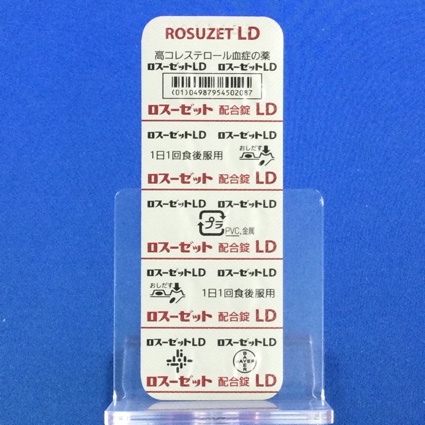 ROSUZET LD
高コレステロール血症の薬
ロスーゼットLD ロスーゼットLD
(01)04987954502087
ロスーゼット 配合錠 LD
ロスーゼットLD ロスーゼットLD
1日1回食後服用 おしだす
ロスーゼット 配合錠 LD
ロスーゼットLD ロスーゼットLD
プラ PVC,金属
ロスーゼット 配合錠 LD
ロスーゼットLD ロスーゼットLD
おしだす 1日1回食後服用
ロスーゼット 配合錠 LD
ロスーゼットLD ロスーゼットLD
BAYER
BAYER
ロスーゼット 配合錠 LD